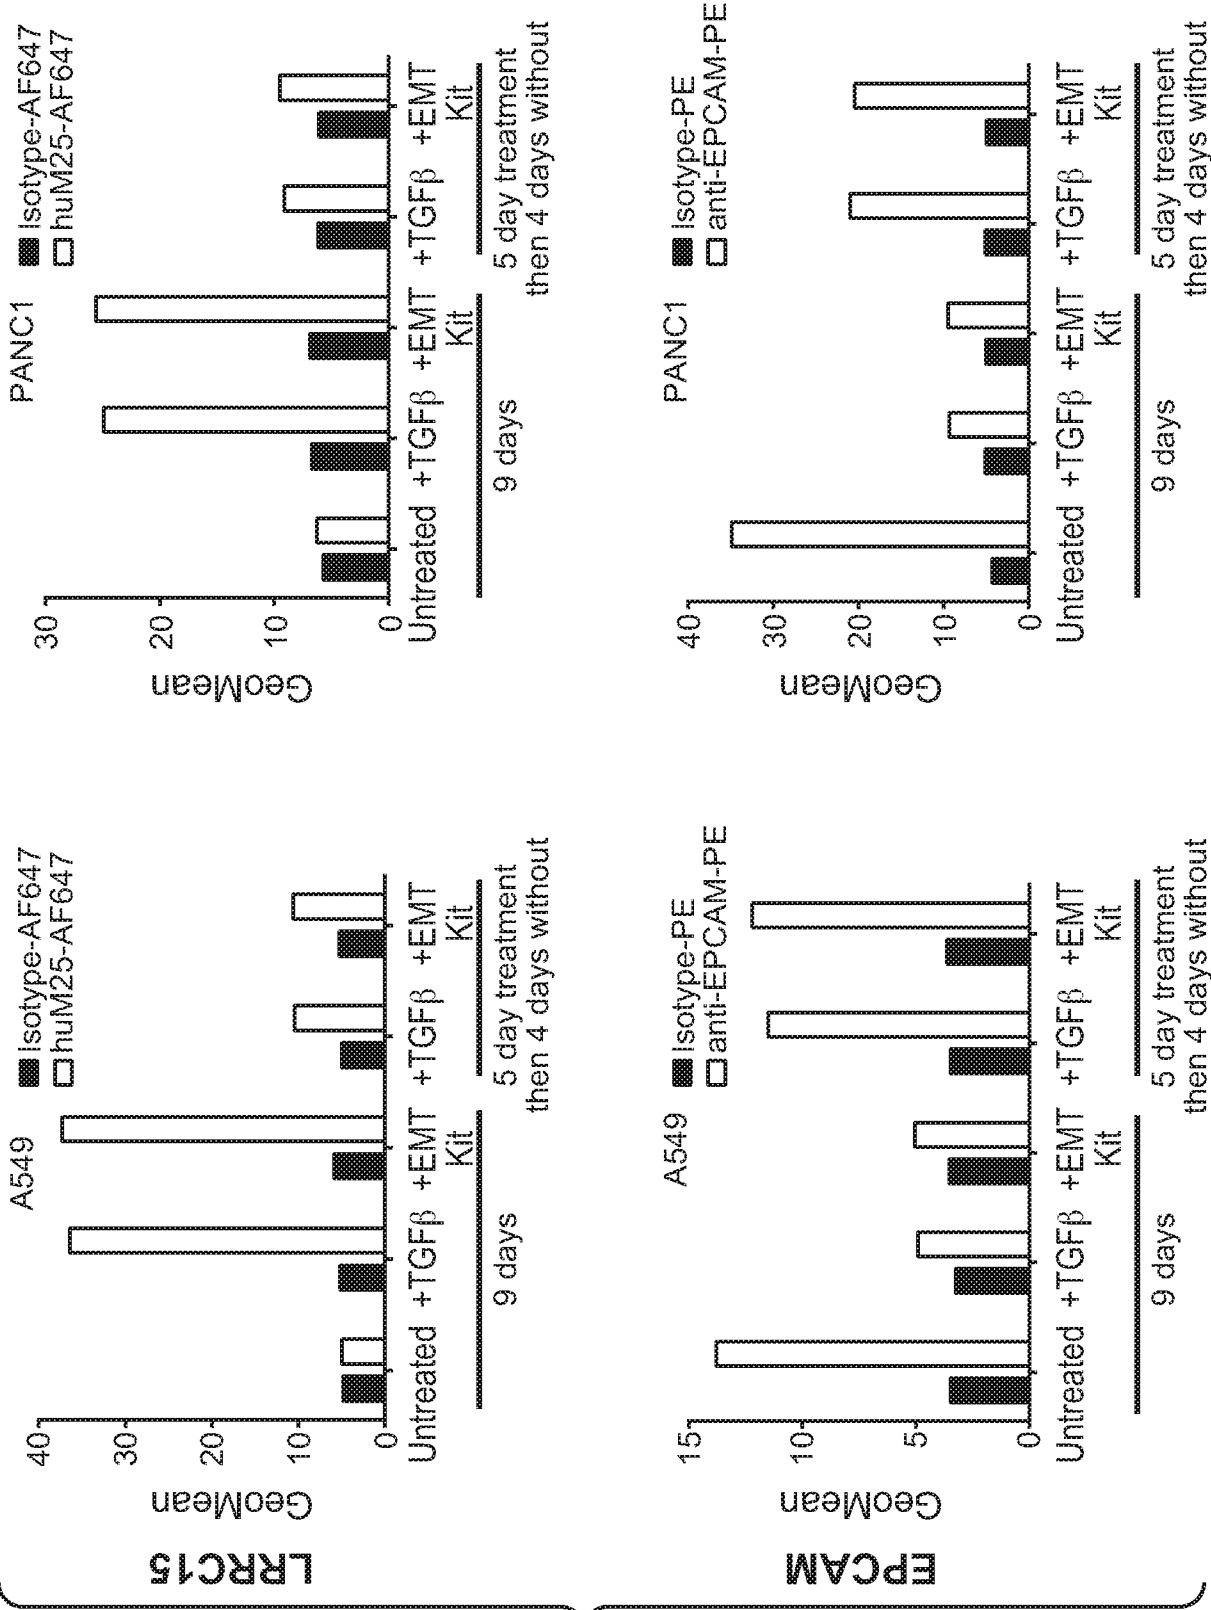 LRRC15
A549
Isotype-AF647
huM25-AF647
GeoMean
40
30
20
10
0
Untreated +TGFβ +EMT +TGFβ +EMT
Kit Kit
9 days
5 day treatment
then 4 days without
PANC1
Isotype-AF647
huM25-AF647
GeoMean
30
20
10
0
Untreated +TGFβ +EMT +TGFβ +EMT
Kit Kit
9 days
5 day treatment
then 4 days without
EPCAM
A549
Isotype-PE
anti-EPCAM-PE
GeoMean
15
10
5
0
Untreated +TGFβ +EMT +TGFβ +EMT
Kit Kit
9 days
5 day treatment
then 4 days without
PANC1
Isotype-PE
anti-EPCAM-PE
GeoMean
40
30
20
10
0
Untreated +TGFβ +EMT +TGFβ +EMT
Kit Kit
9 days
5 day treatment
then 4 days without